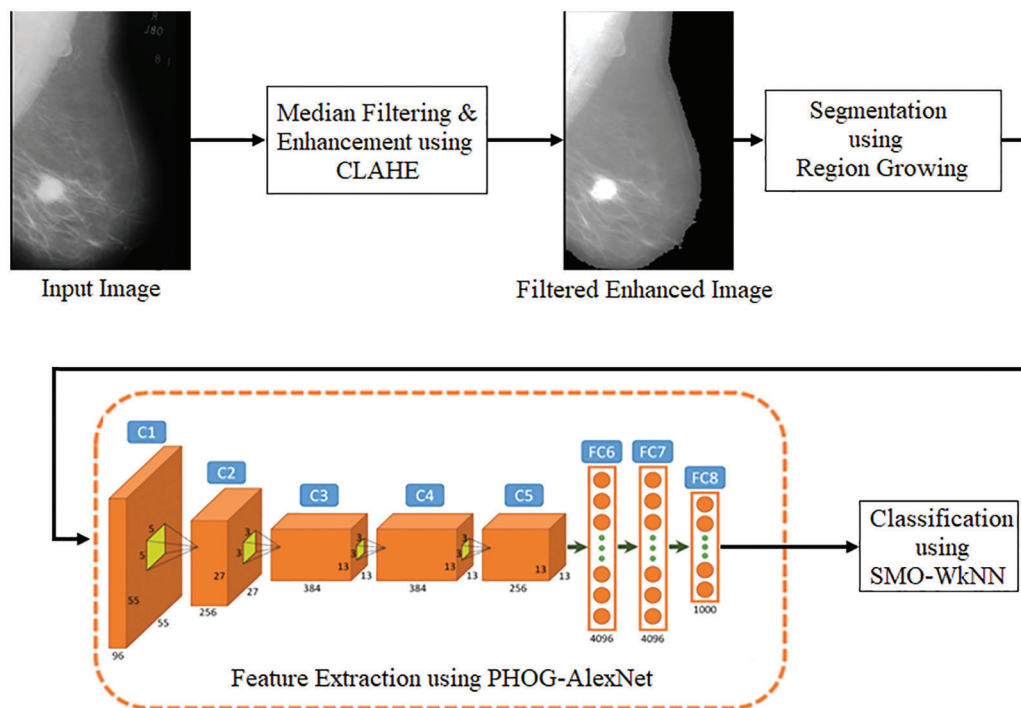 R
Median Filtering &
Enhancement using
CLAHE
Segmentation
using
Region Growing
Input Image
Filtered Enhanced Image
C1
C2
C3
C4
C5
FC6
FC7
FC8
5
5
55
55
96
3
3
27
27
256
3
3
13
13
384
3
3
13
13
384
13
13
256
4096
4096
1000
Classification
using
SMO-WkNN
Feature Extraction using PHOG-AlexNet